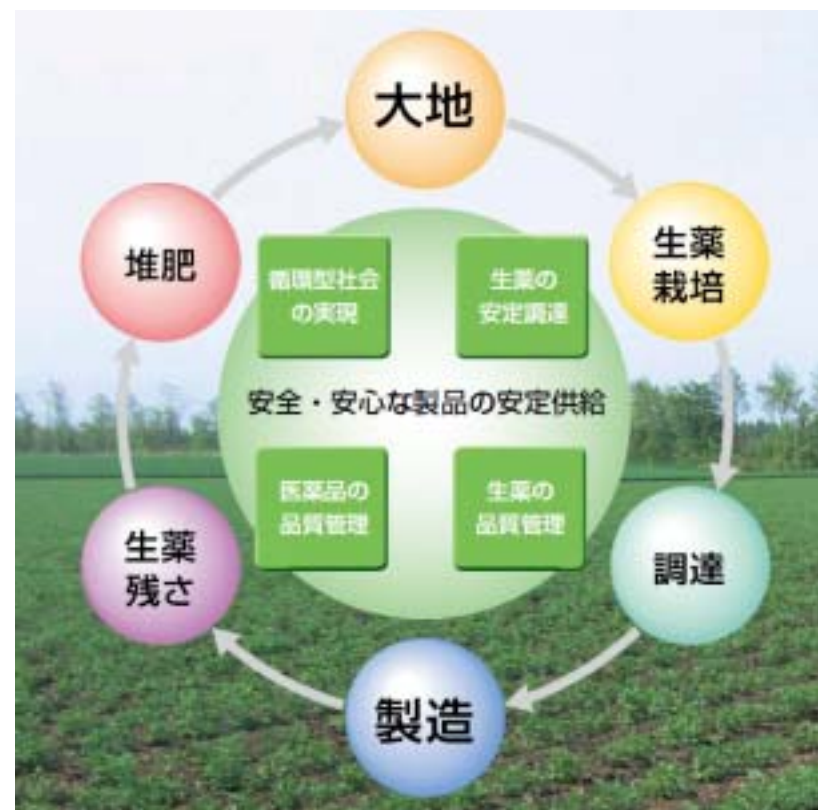 大地
生薬
栽培
調達
製造
生薬
残さ
堆肥
循環型社会
の実現
生薬の
安定調達
安全・安心な製品の安定供給
医薬品の
品質管理
生薬の
品質管理